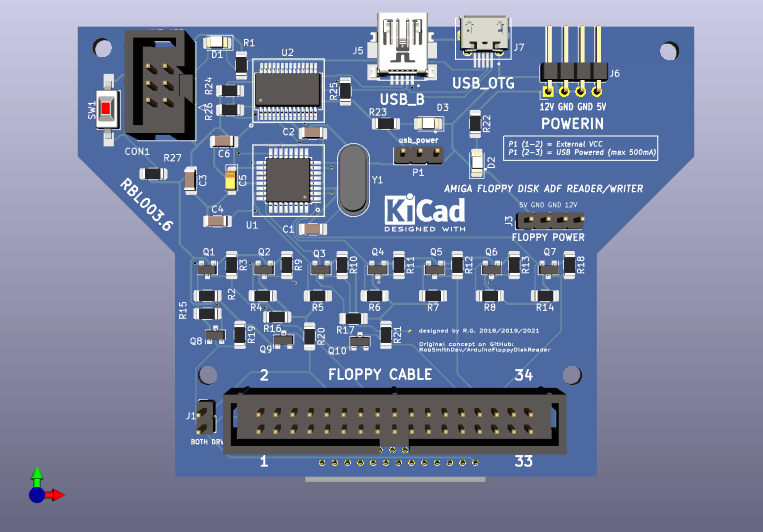 D1
R1
U2
J5
J7
J6
SW1
R24
R26
R25
USB_B
USB_OTG
12V GND GND 5V
POWERIN
R23
D3
R22
CON1
C6
C2
usb_power
P1
P1 (1-2) = External VCC
P1 (2-3) = USB Powered (max 500mA)
R27
C3
C5
Y1
D2
RBL003.6
AMIGA FLOPPY DISK ADF READER/WRITER
KiCad
DESIGNED WITH
C4
U1
C1
5V GND GND 12V
J3
FLOPPY POWER
Q1
Q2
Q3
Q4
Q5
Q6
Q7
R3
R9
R10
R11
R12
R13
R18
R2
R15
R4
R5
R6
R7
R8
R14
R16
R17
R19
R20
R21
Q8
Q9
Q10
designed by R.G. 2018/2019/2021
Original concept on GitHub:
RobSmithDev/ArduinoFloppyDiskReader
2
FLOPPY CABLE
34
J1
BOTH DRV
1
33